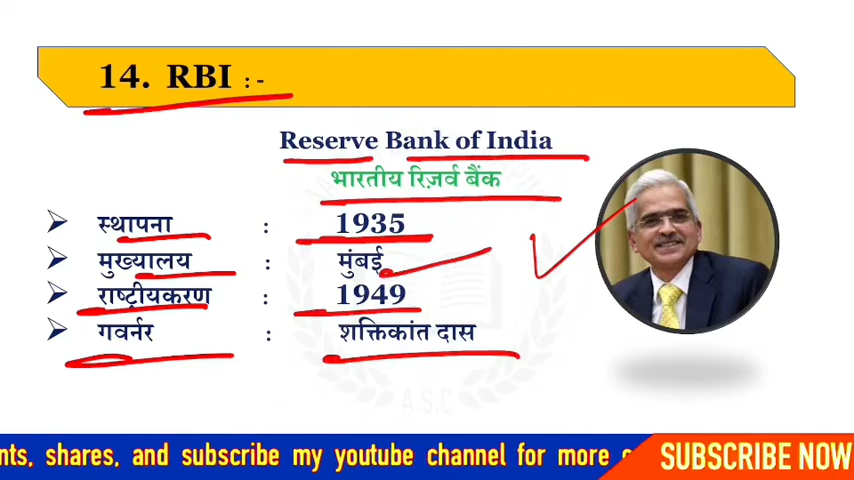 14. RBI :-
Reserve Bank of India
भारतीय रिज़र्व बैंक
➢ स्थापना : 1935
➢ मुख्यालय : मुंबई
➢ राष्ट्रीयकरण : 1949
➢ गवर्नर : शक्तिकांत दास
A.S.C
nts, shares, and subscribe my youtube channel for more
SUBSCRIBE NOW